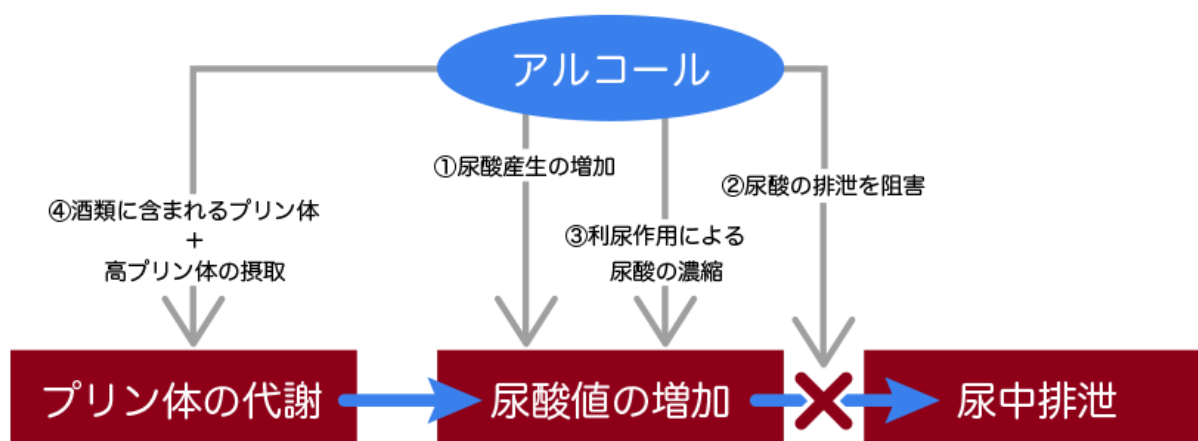 アルコール
①尿酸産生の増加
②尿酸の排泄を阻害
④酒類に含まれるプリン体
+
高プリン体の摂取
③利尿作用による
尿酸の濃縮
プリン体の代謝
尿酸値の増加
尿中排泄